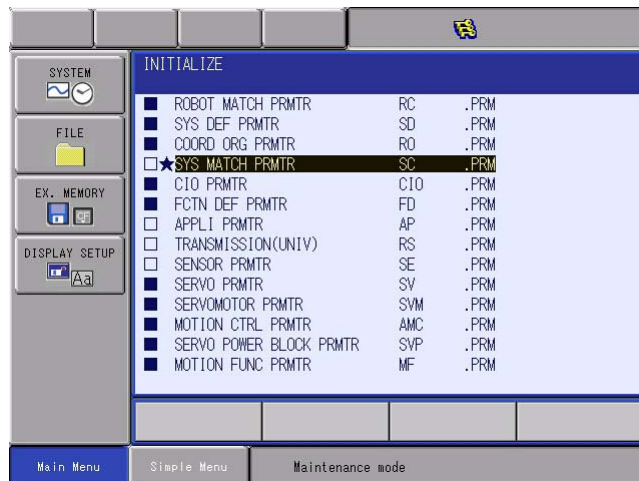 SYSTEM
FILE
EX. MEMORY
CF
DISPLAY SETUP
Aa
INITIALIZE
ROBOT MATCH PRMTR RC .PRM
SYS DEF PRMTR SD .PRM
COORD ORG PRMTR RO .PRM
★SYS MATCH PRMTR SC .PRM
CIO PRMTR CIO .PRM
FCTN DEF PRMTR FD .PRM
APPLI PRMTR AP .PRM
TRANSMISSION(UNIV) RS .PRM
SENSOR PRMTR SE .PRM
SERVO PRMTR SV .PRM
SERVOMOTOR PRMTR SVM .PRM
MOTION CTRL PRMTR AMC .PRM
SERVO POWER BLOCK PRMTR SVP .PRM
MOTION FUNC PRMTR MF .PRM
Main Menu
Simple Menu
Maintenance mode